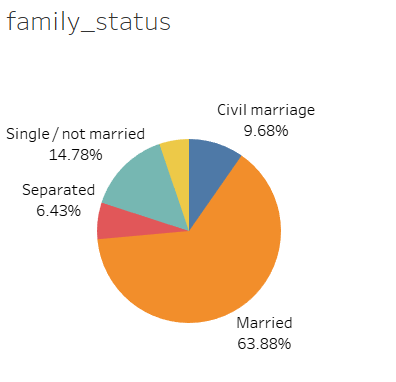 family_status
Civil marriage
9.68%
Single / not married
14.78%
Separated
6.43%
Married
63.88%